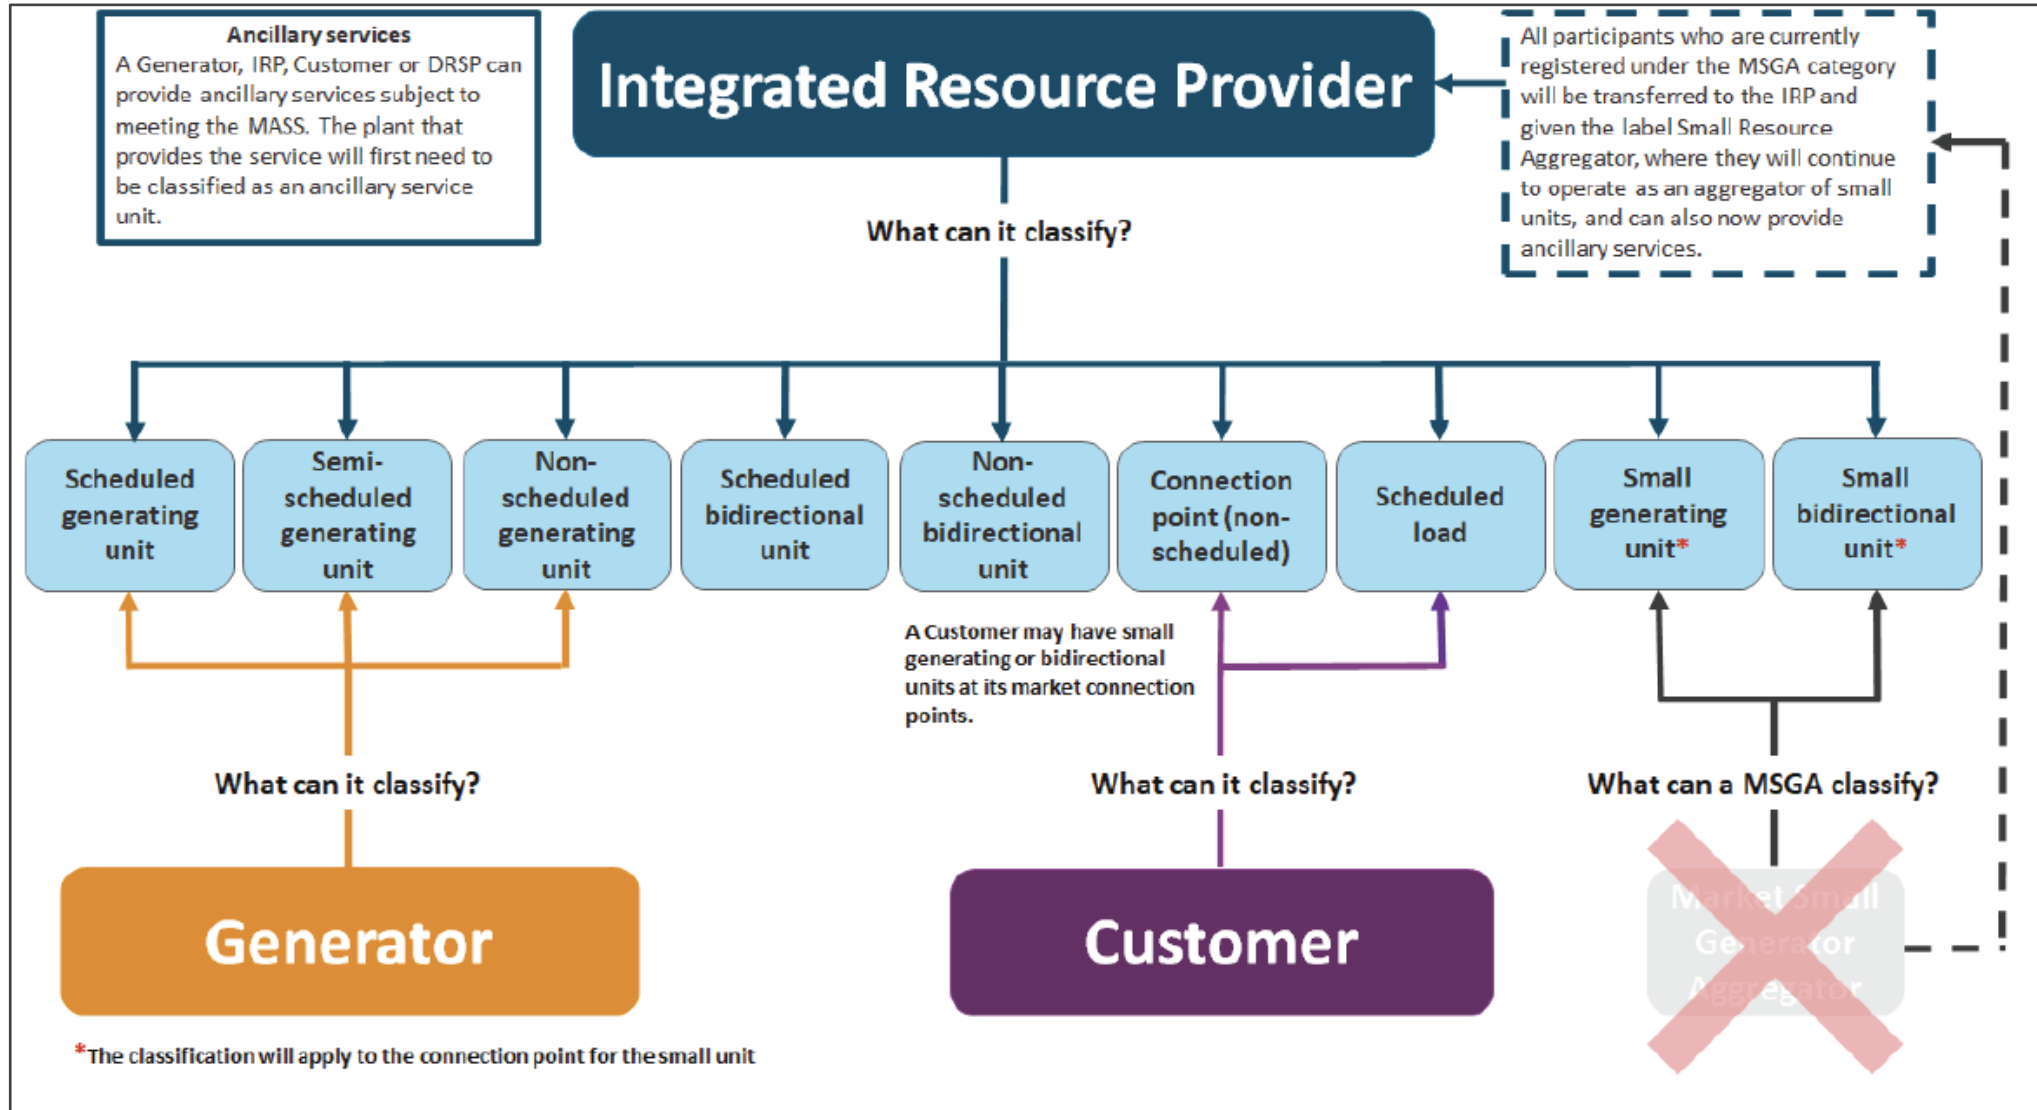 Ancillary services
A Generator, IRP, Customer or DRSP can
provide ancillary services subject to
meeting the MASS. The plant that
provides the service will first need to
be classified as an ancillary service
unit.
Integrated Resource Provider
All participants who are currently
registered under the MSGA category
will be transferred to the IRP and
given the label Small Resource
Aggregator, where they will continue
to operate as an aggregator of small
units, and can also now provide
ancillary services.
What can it classify?
Scheduled
generating
unit
Semi-
scheduled
generating
unit
Non-
scheduled
generating
unit
Scheduled
bidirectional
unit
Non-
scheduled
bidirectional
unit
Connection
point (non-
scheduled)
Scheduled
load
Small
generating
unit*
Small
bidirectional
unit*
A Customer may have small
generating or bidirectional
units at its market connection
points.
What can it classify?
What can it classify?
What can a MSGA classify?
Generator
Customer
Market Small
Generator
Aggregator
*The classification will apply to the connection point for the small unit